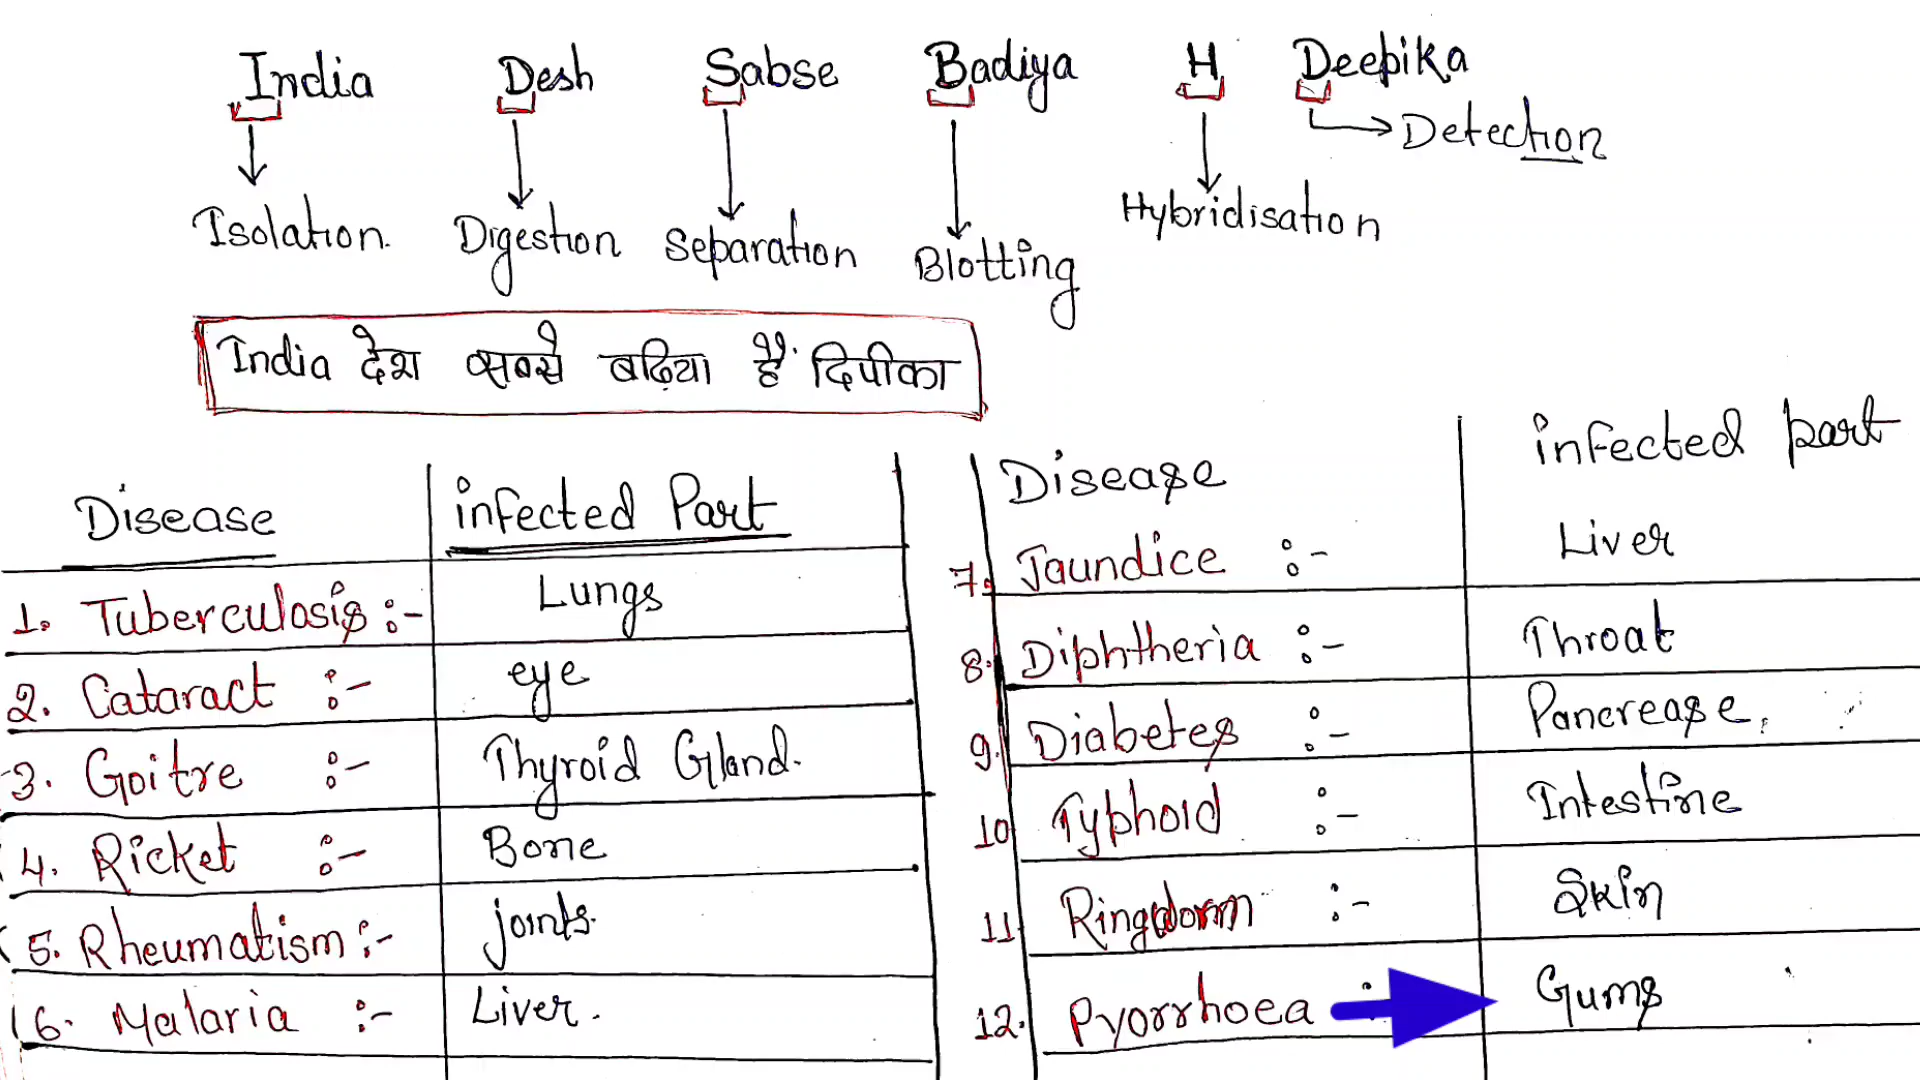 India Desh Sabse Badiya H Deepika
Detection
Isolation. Digestion Separation Blotting Hybridisation
India देश सबसे बढ़िया है दिपीका
Disease infected Part
1. Tuberculosis :- Lungs
2. Cataract :- eye
3. Goitre :- Thyroid Gland.
4. Ricket :- Bone
5. Rheumatism :- joints.
6. Malaria :- Liver.
Disease infected part
7. Jaundice :- Liver
8. Diphtheria :- Throat
9. Diabetes :- Pancrease.
10 Typhoid :- Intestine
11 Ringworm :- Skin
12. Pyorrhoea : Gums